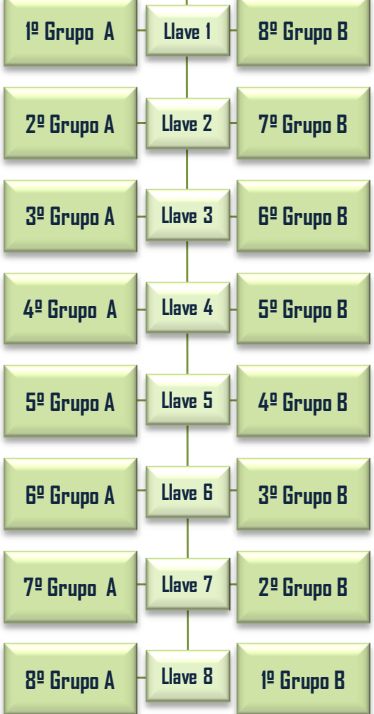 1º Grupo A Llave 1 8º Grupo B
2º Grupo A Llave 2 7º Grupo B
3º Grupo A Llave 3 6º Grupo B
4º Grupo A Llave 4 5º Grupo B
5º Grupo A Llave 5 4º Grupo B
6º Grupo A Llave 6 3º Grupo B
7º Grupo A Llave 7 2º Grupo B
8º Grupo A Llave 8 1º Grupo B